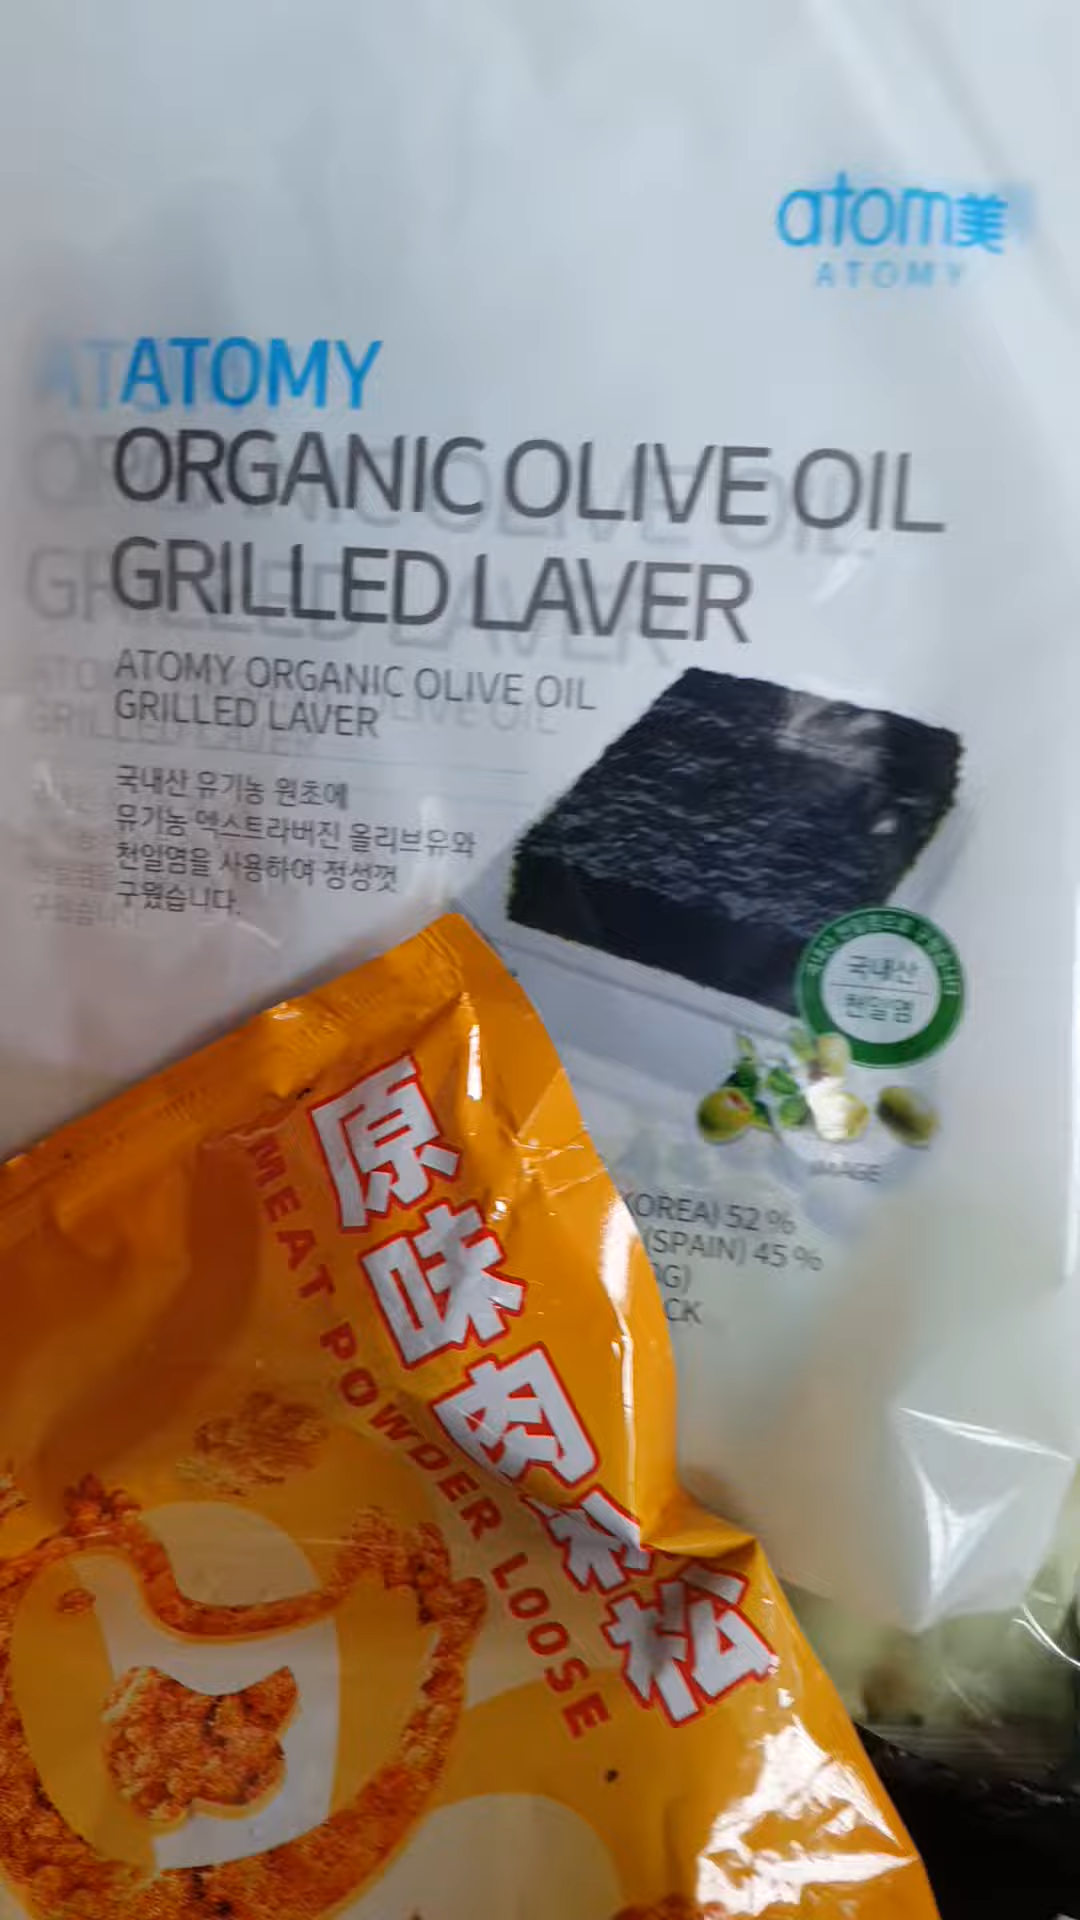 atom美
ATOMY
ATOMY
ORGANIC OLIVE OIL
GRILLED LAVER
ATOMY ORGANIC OLIVE OIL
GRILLED LAVER
국내산 유기농 원초에
유기농 엑스트라버진 올리브유와
천일염을 사용하여 정성껏
구웠습니다.
국내산
천일염
IMAGE
KOREA) 52 %
(SPAIN) 45 %
G)
CK
原味肉粉松
MEAT POWDER LOOSE